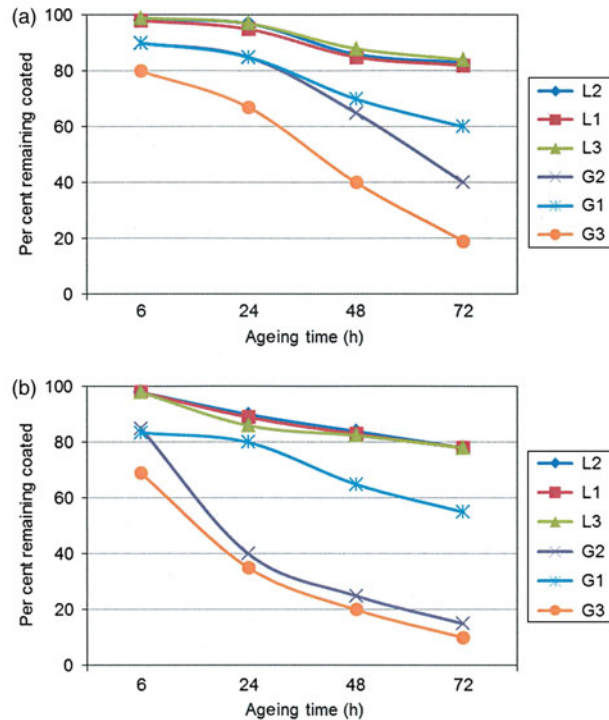 (a)
Per cent remaining coated
100
80
60
40
20
0
6 24 48 72
Ageing time (h)
L2
L1
L3
G2
G1
G3
(b)
Per cent remaining coated
100
80
60
40
20
0
6 24 48 72
Ageing time (h)
L2
L1
L3
G2
G1
G3